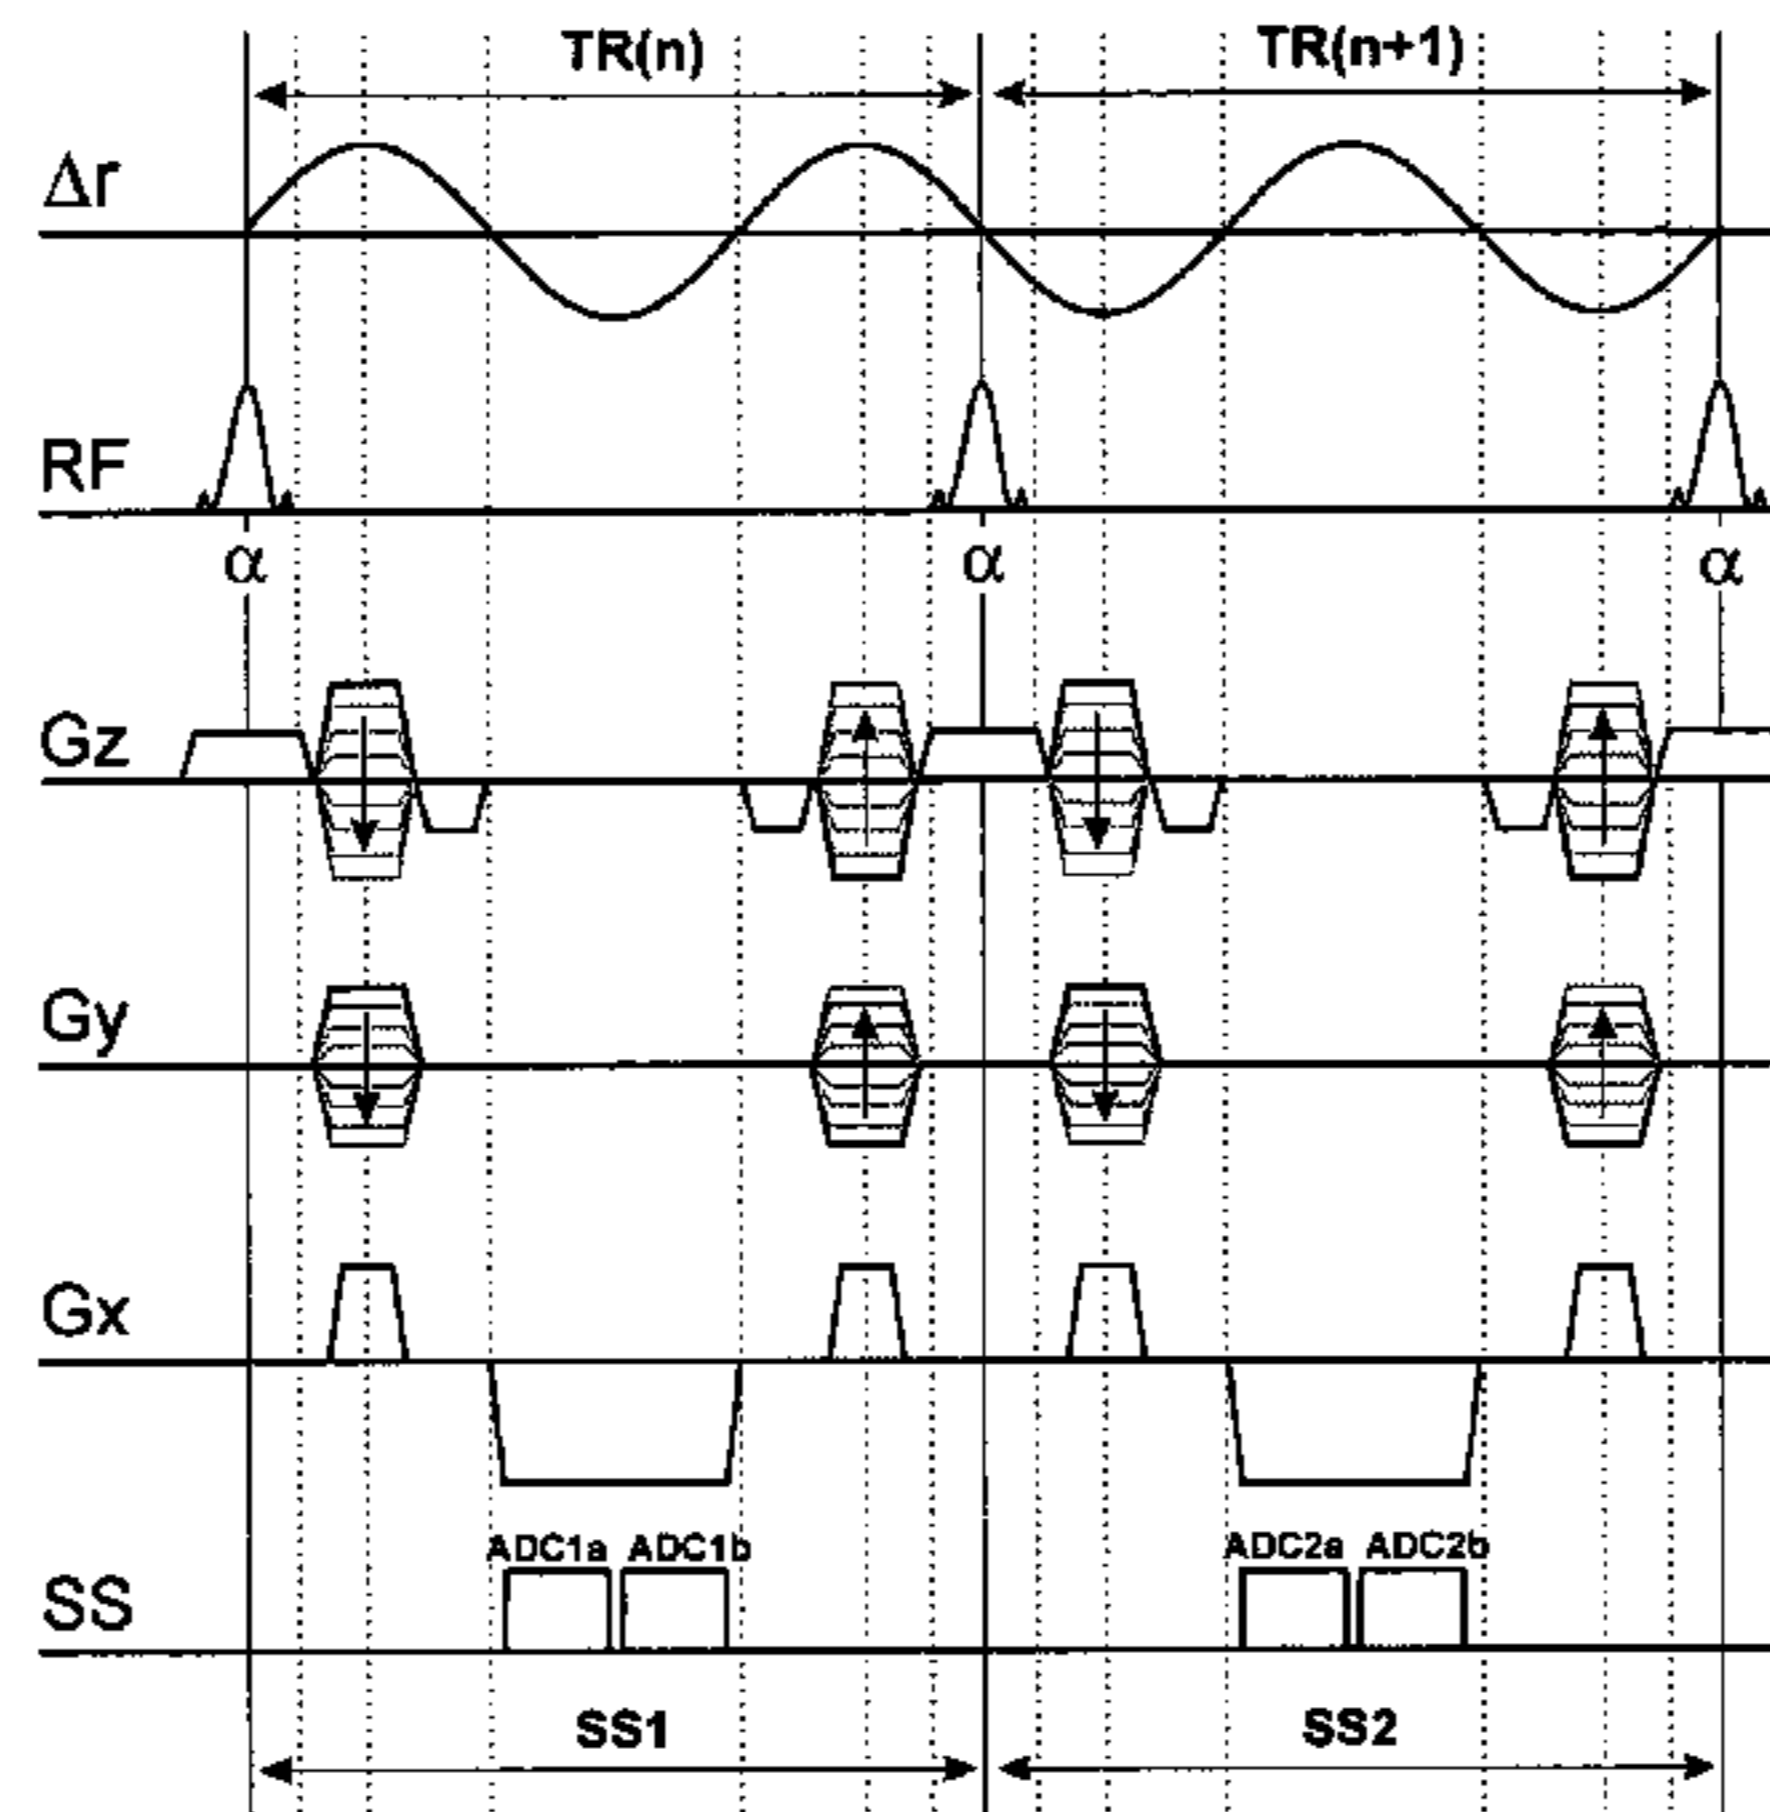 TR(n) TR(n+1)
Δr
RF
α α α
Gz
Gy
Gx
ADC1a ADC1b ADC2a ADC2b
SS
SS1 SS2